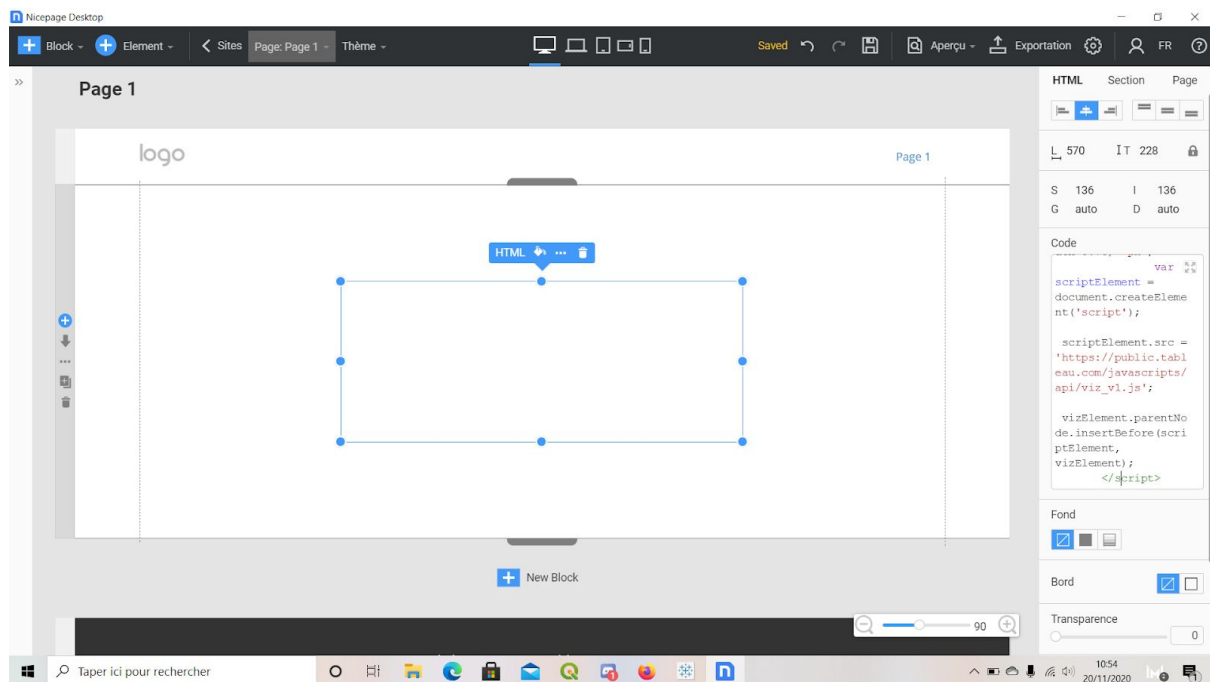 Nicepage Desktop
Block Element Sites Page: Page 1 Thème Saved Aperçu Exportation FR
Page 1
HTML Section Page
logo
Page 1
L 570 I T 228
S 136 I 136
G auto D auto
Code
HTML
var
scriptElement =
document.createEleme
nt('script');
scriptElement.src =
'https://public.tabl
eau.com/javascripts/
api/viz_v1.js';
vizElement.parentNo
de.insertBefore(scri
ptElement,
vizElement);
</script>
Fond
New Block
Bord
Transparence
90
0
Taper ici pour rechercher
10:54
20/11/2020